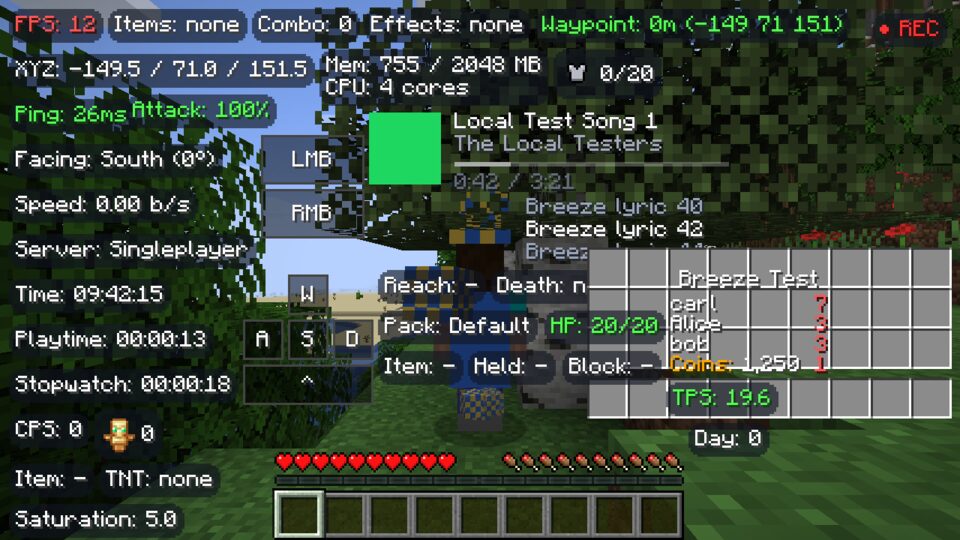 FPS: 12 Items: none Combo: 0 Effects: none Waypoint: 0m (-149 71 151) REC
XYZ: -149.5 / 71.0 / 151.5 Mem: 755 / 2048 MB
CPU: 4 cores
0/20
Ping: 26ms Attack: 100%
Local Test Song 1
The Local Testers
0:42 / 3:21
Facing: South (0°) LMB
Speed: 0.00 b/s RMB
Breeze lyric 40
Breeze lyric 42
Breeze lyric
Server: Singleplayer
Time: 09:42:15 W
Reach: - Death: n
Breeze Test
carl 7
Alice 3
bob 3
Coins: 1,250 1
Playtime: 00:00:13 A S D
Pack: Default HP: 20/20
Item: - Held: - Block: -
Stopwatch: 00:00:18 ^
TPS: 19.6
CPS: 0 0
Day: 0
Item: - TNT: none
Saturation: 5.0